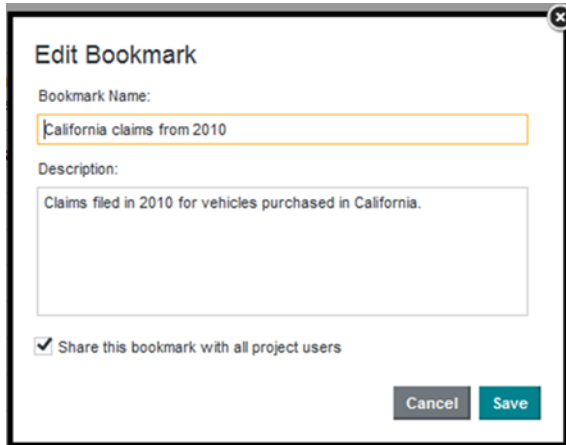 Edit Bookmark
Bookmark Name:
California claims from 2010
Description:
Claims filed in 2010 for vehicles purchased in California.
Share this bookmark with all project users
Cancel Save